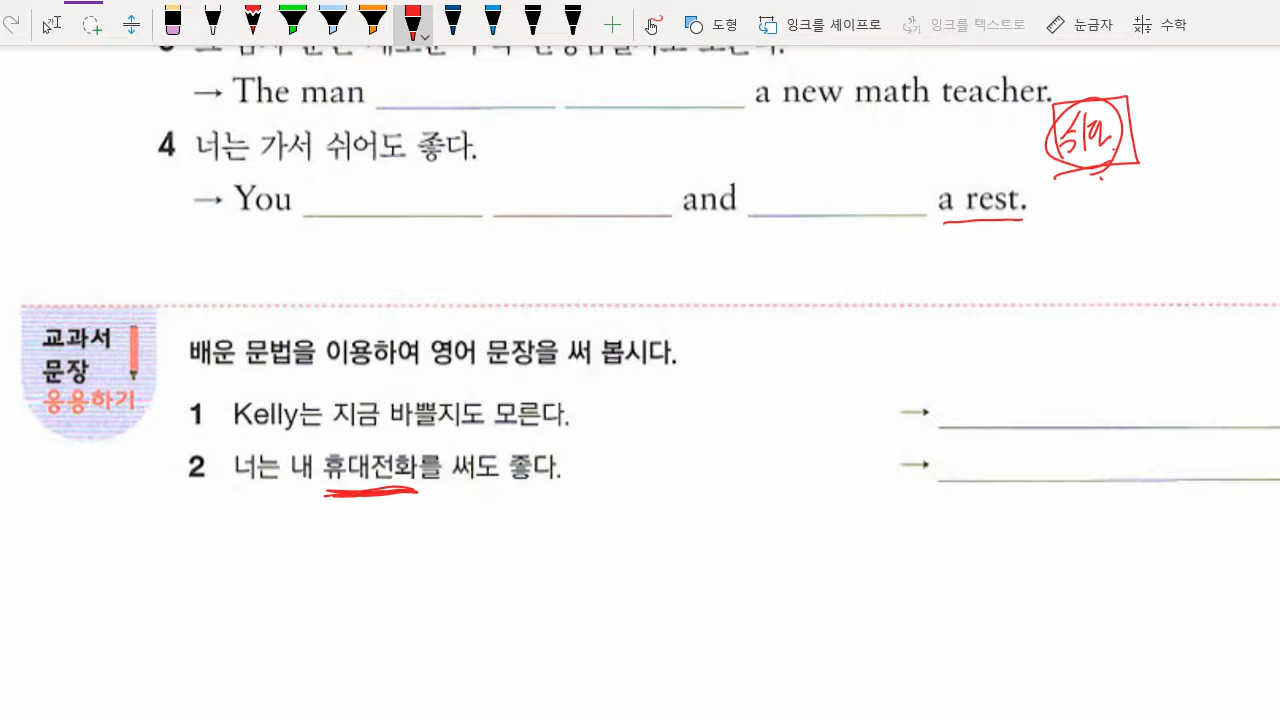 도형 잉크를 셰이프로 잉크를 텍스트로 눈금자 수학
→ The man a new math teacher.
4 너는 가서 쉬어도 좋다.
→ You and a rest.
교과서
문장
응용하기
배운 문법을 이용하여 영어 문장을 써 봅시다.
1 Kelly는 지금 바쁠지도 모른다. →
2 너는 내 휴대전화를 써도 좋다. →